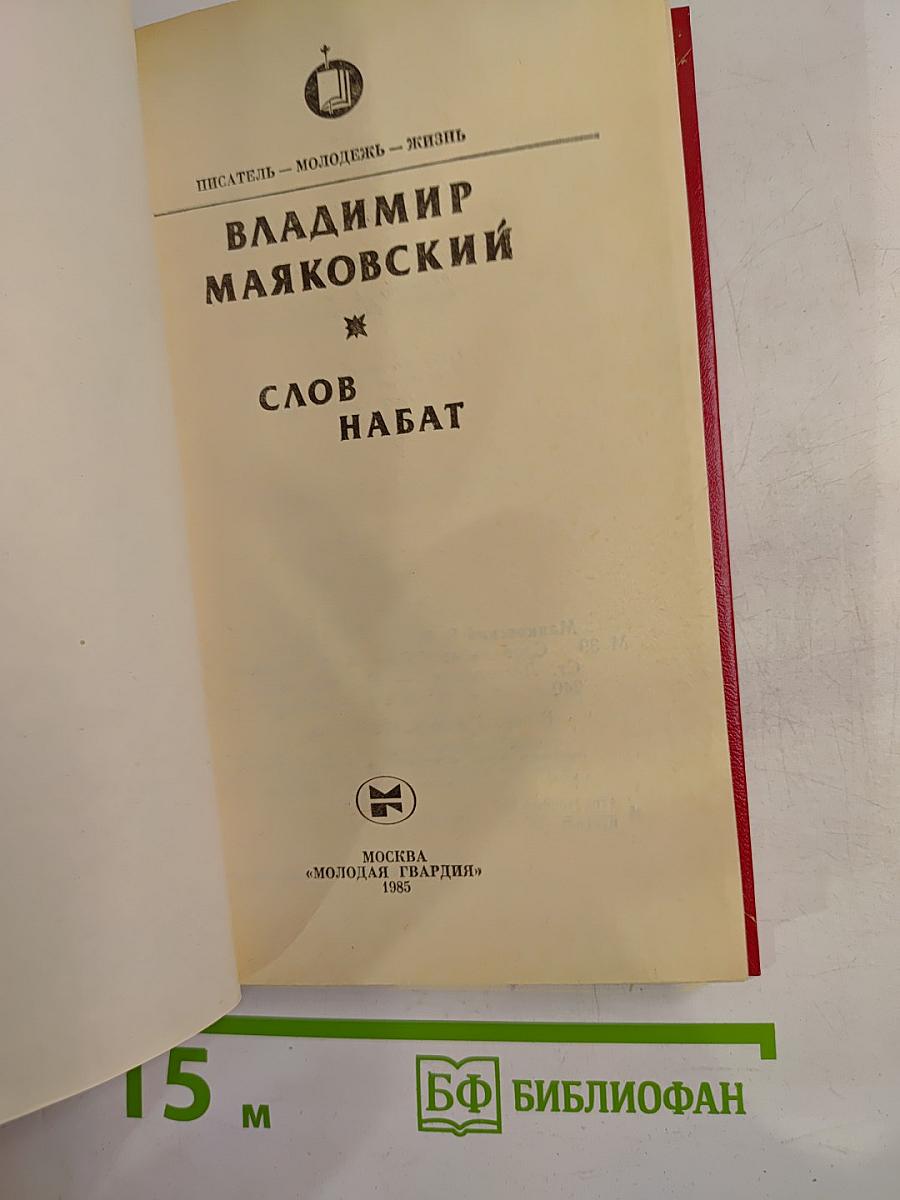 ПИСАТЕЛЬ — МОЛОДЕЖЬ — ЖИЗНЬ
ВЛАДИМИР
МАЯКОВСКИЙ
СЛОВ
НАБАТ
МОСКВА
«МОЛОДАЯ ГВАРДИЯ»
1985
15 м
БФ БИБЛИОФАН